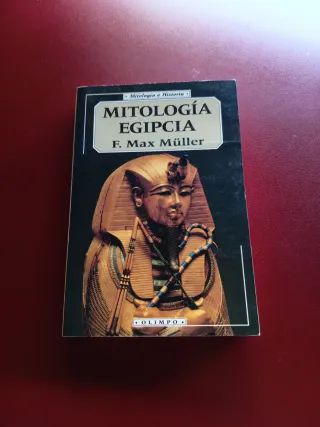 • Mitología e Historia •
MITOLOGÍA
EGIPCIA
F. Max Müller
• OLIMPO •